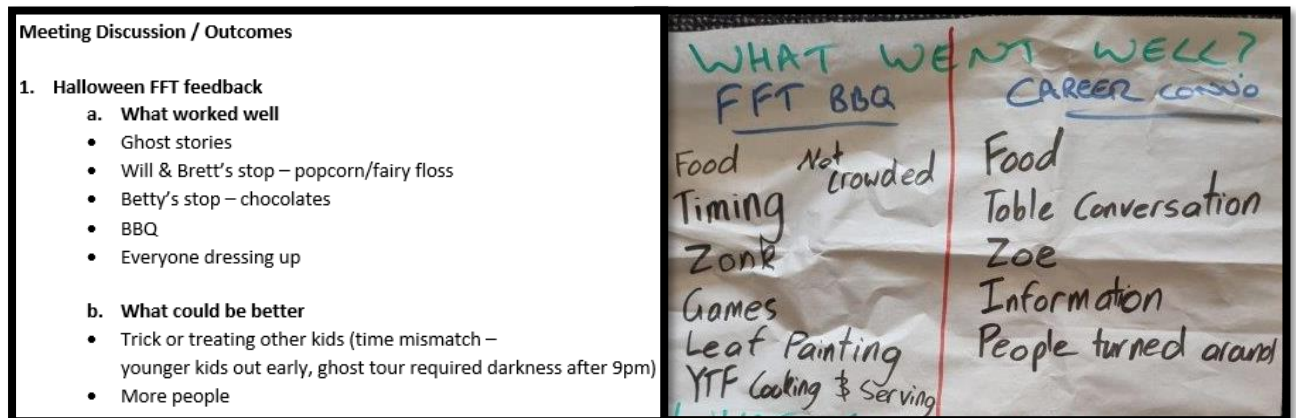 Meeting Discussion / Outcomes
1. Halloween FFT feedback
a. What worked well
• Ghost stories
• Will & Brett's stop – popcorn/fairy floss
• Betty's stop – chocolates
• BBQ
• Everyone dressing up
b. What could be better
• Trick or treating other kids (time mismatch –
younger kids out early, ghost tour required darkness after 9pm)
• More people
WHAT WENT WELL?
FFT BBQ
Food Not crowded
Timing
Zonk
Games
Leaf Painting
YTF Cooking & Serving
CAREER
Food
Table Conversation
Zoe
Information
People turned around